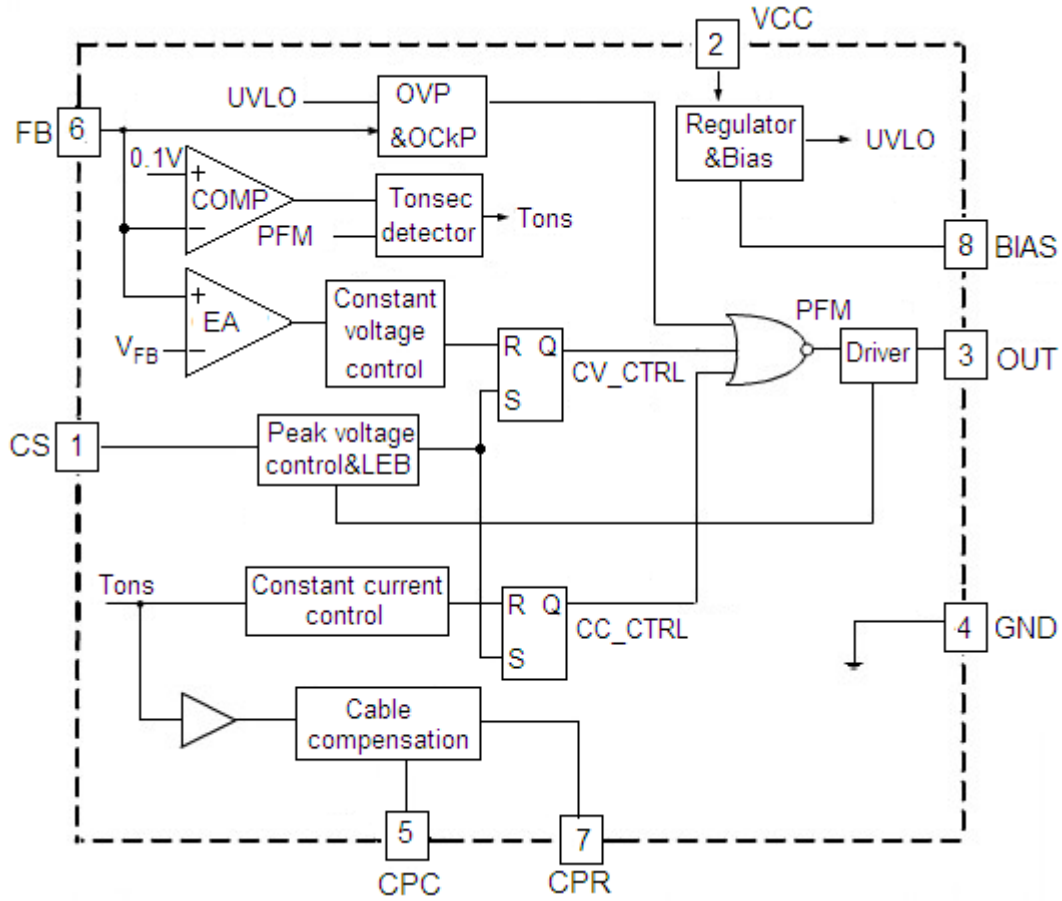 VCC
2
UVLO
OVP
&OCkP
FB
6
Regulator
&Bias
UVLO
0.1V
+
COMP
−
PFM
Tonsec
detector
Tons
8
BIAS
+
EA
VFB
−
Constant
voltage
control
R Q
S
CV_CTRL
PFM
Driver
3
OUT
CS
1
Peak voltage
control&LEB
Tons
Constant current
control
R Q
S
CC_CTRL
4
GND
Cable
compensation
5
CPC
7
CPR